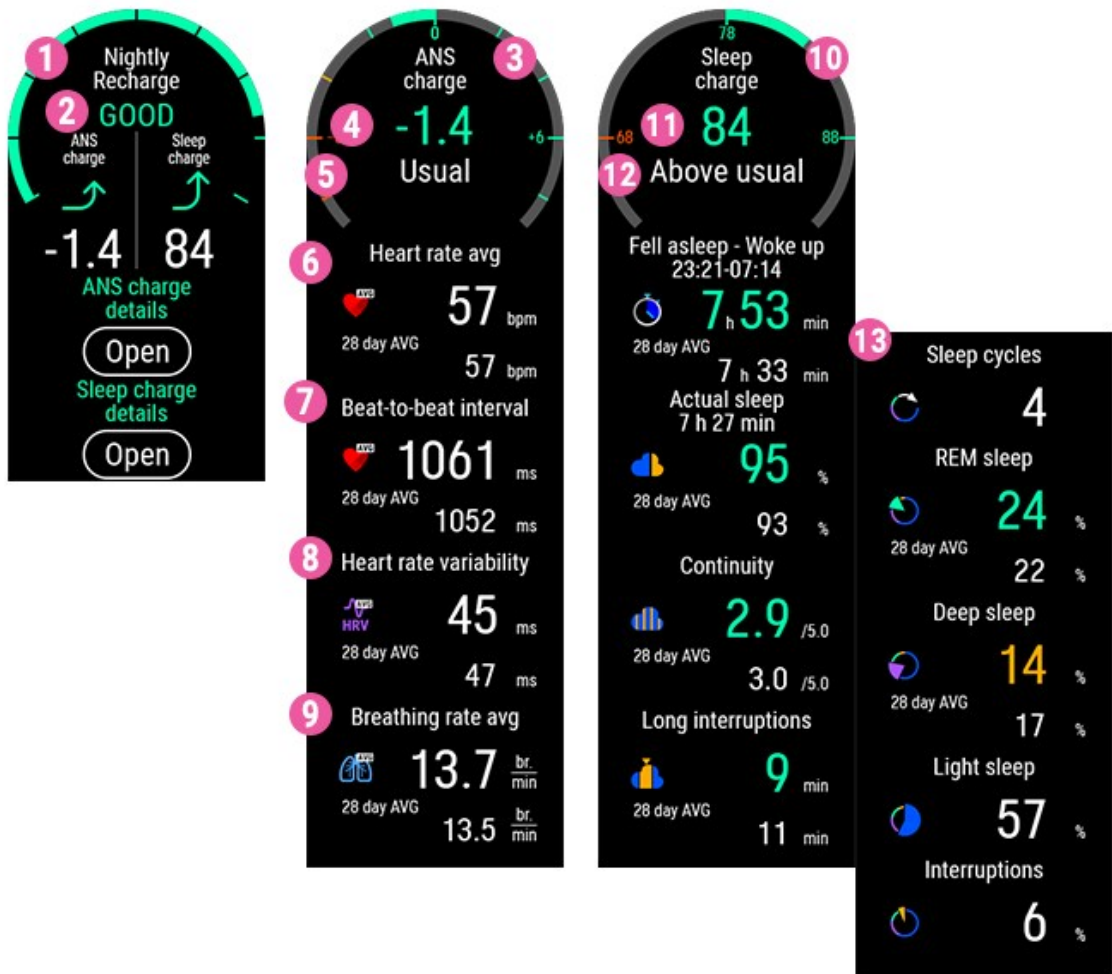 1
Nightly
Recharge
2
GOOD
ANS
charge
Sleep
charge
-1.4
84
ANS charge
details
Open
Sleep charge
details
Open
0
ANS
charge
3
4
-1.4
+6
5
Usual
6
Heart rate avg
AVG
57 bpm
28 day AVG
57 bpm
7
Beat-to-beat interval
AVG
1061 ms
28 day AVG
1052 ms
8
Heart rate variability
AVG
HRV
45 ms
28 day AVG
47 ms
9
Breathing rate avg
AVG
13.7 br.
min
28 day AVG
13.5 br.
min
78
Sleep
charge
10
68
11
84
88
12
Above usual
Fell asleep - Woke up
23:21-07:14
7 h 53 min
28 day AVG
7 h 33 min
Actual sleep
7 h 27 min
95 %
28 day AVG
93 %
Continuity
2.9 /5.0
28 day AVG
3.0 /5.0
Long interruptions
9 min
28 day AVG
11 min
13
Sleep cycles
4
REM sleep
24 %
28 day AVG
22 %
Deep sleep
14 %
28 day AVG
17 %
Light sleep
57 %
Interruptions
6 %